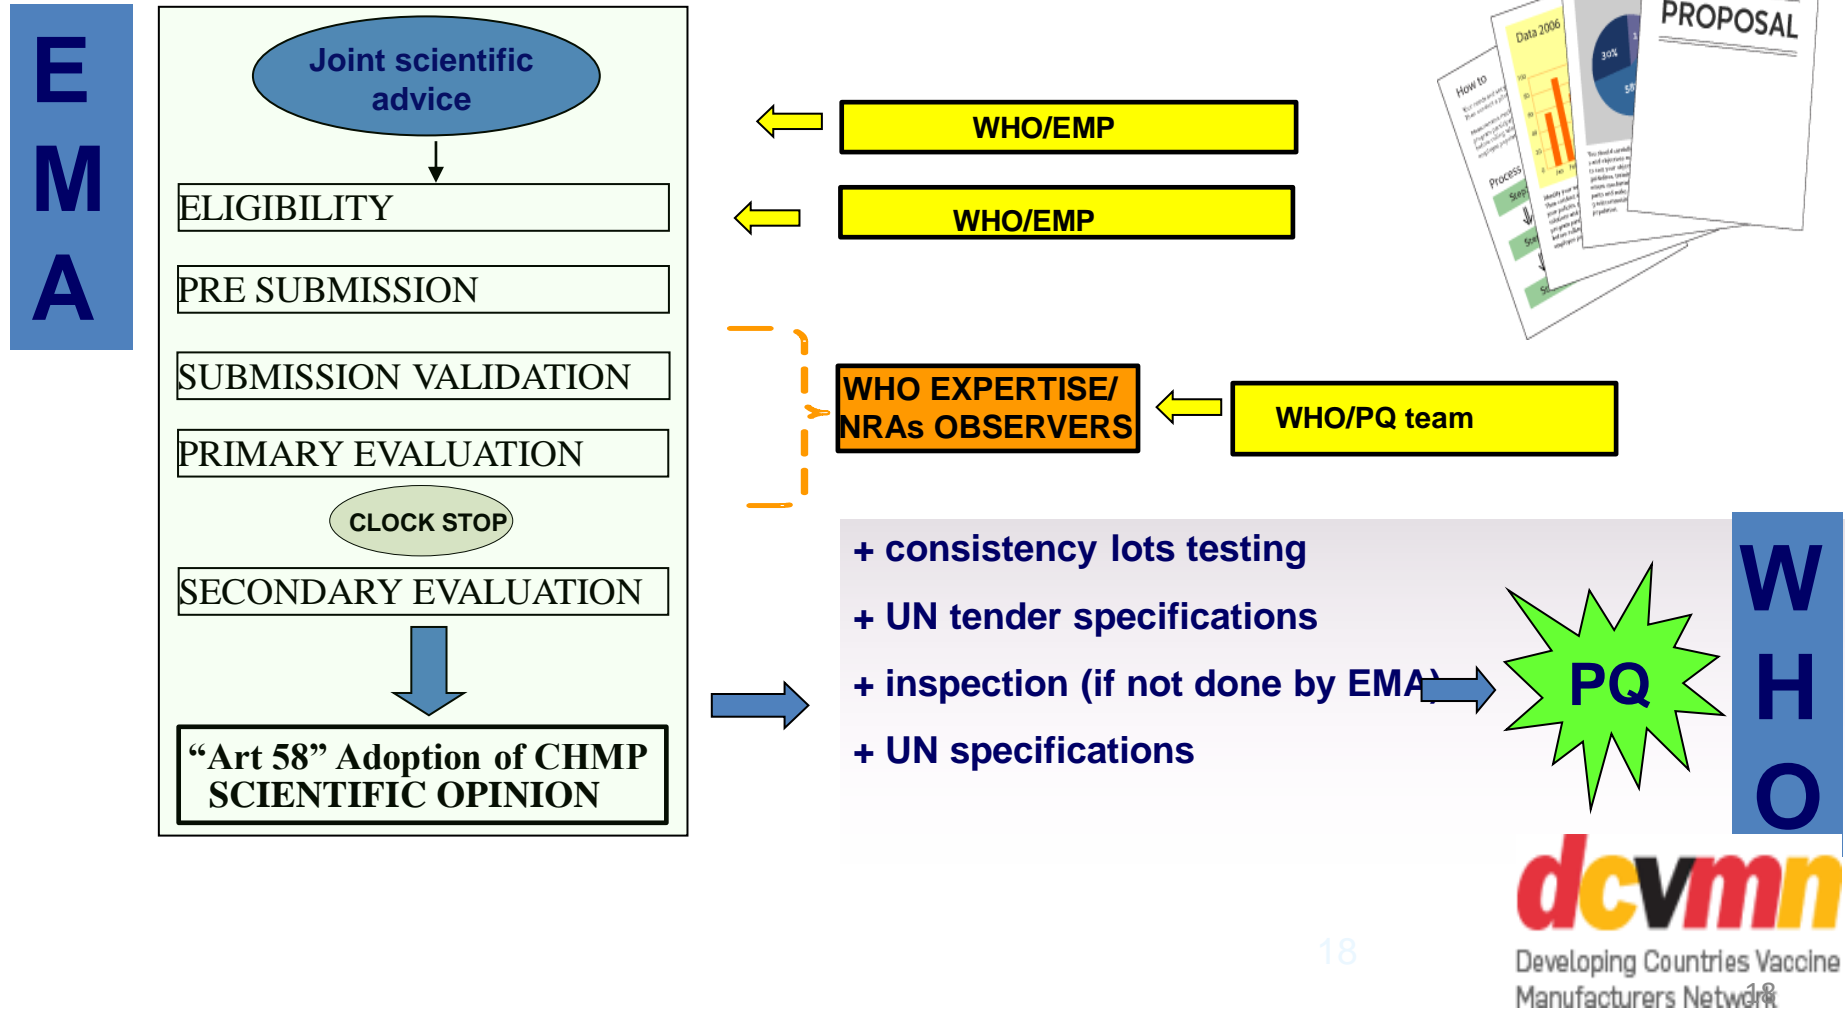 E
M
A
Joint scientific
advice
ELIGIBILITY
PRE SUBMISSION
SUBMISSION VALIDATION
PRIMARY EVALUATION
CLOCK STOP
SECONDARY EVALUATION
“Art 58” Adoption of CHMP
SCIENTIFIC OPINION
WHO/EMP
WHO/EMP
WHO EXPERTISE/
NRAs OBSERVERS
WHO/PQ team
+ consistency lots testing
+ UN tender specifications
+ inspection (if not done by EMA)
+ UN specifications
PQ
W
H
O
How to
Process
Data 2006
30%
PROPOSAL
dcvmn
Developing Countries Vaccine
Manufacturers Network
18
18